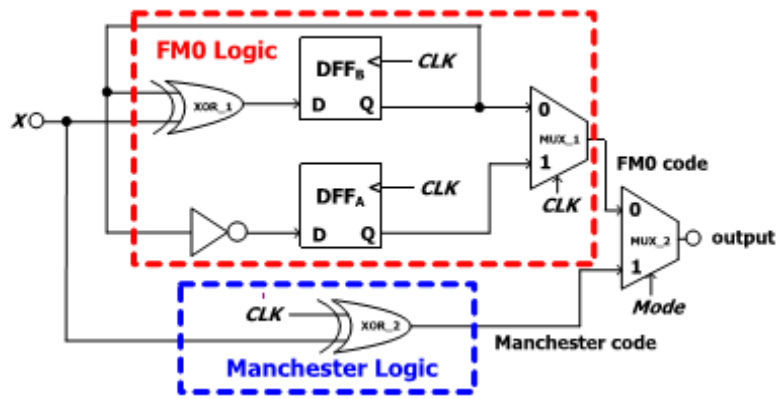 FM0 Logic
DFFB
CLK
D Q
XOR_1
X
0
MUX_1
1
CLK
DFFA
CLK
D Q
FM0 code
0
MUX_2
1
output
Mode
CLK
XOR_2
Manchester code
Manchester Logic